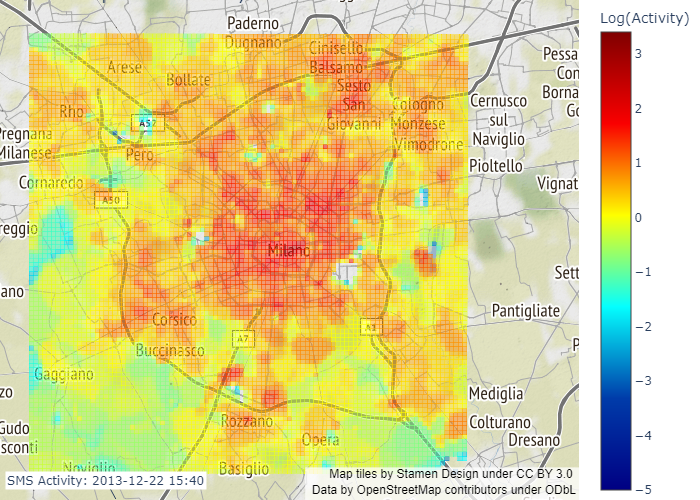 Log(Activity)
3
2
1
0
−1
−2
−3
−4
−5
Paderno
Dugnano
Cinisello
Balsamo
Sesto
San
Giovanni
Arese
Bollate
Rho
A52
Pero
Cologno
Monzese
Vimodrone
Cernusco
sul
Naviglio
Pioltello
Pessa
Con
Borna
Go
Vignat
Pregnana
Milanese
Cornaredo
A50
reggio
Milano
Sett
ano
Pantigliate
Corsico
A7
A1
Buccinasco
P
Gaggiano
zo
Mediglia
Rozzano
Colturano
Gudo
sconti
Opera
Dresano
Noviglio
Basiglio
SMS Activity: 2013-12-22 15:40
Map tiles by Stamen Design under CC BY 3.0
Data by OpenStreetMap contributors under ODbL